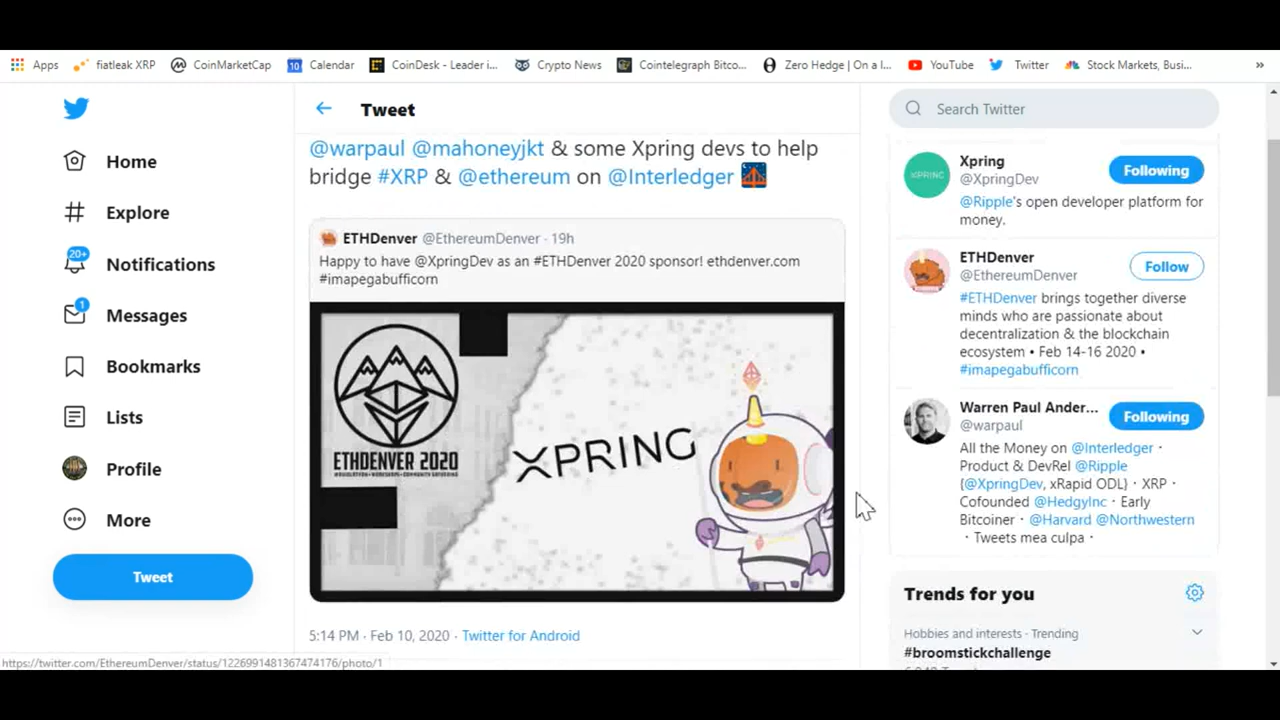 Apps
fiatleak XRP
CoinMarketCap
Calendar
CoinDesk - Leader i...
Crypto News
Cointelegraph Bitco...
Zero Hedge | On a l...
YouTube
Twitter
Stock Markets, Busi...
»
Home
Explore
20+
Notifications
1
Messages
Bookmarks
Lists
Profile
More
Tweet
Tweet
@warpaul @mahoneyjkt & some Xpring devs to help
bridge #XRP & @ethereum on @Interledger
ETHDenver @EthereumDenver · 19h
Happy to have @XpringDev as an #ETHDenver 2020 sponsor! ethdenver.com
#imapegabufficorn
ETHDENVER 2020
XPRING
5:14 PM · Feb 10, 2020 · Twitter for Android
Search Twitter
XPRING
Xpring
@XpringDev
Following
@Ripple's open developer platform for
money.
ETHDenver
@EthereumDenver
Follow
#ETHDenver brings together diverse
minds who are passionate about
decentralization & the blockchain
ecosystem • Feb 14-16 2020 •
#imapegabufficorn
Warren Paul Ander...
@warpaul
Following
All the Money on @Interledger ·
Product & DevRel @Ripple
{@XpringDev, xRapid ODL} · XRP ·
Cofounded @HedgyInc · Early
Bitcoiner · @Harvard @Northwestern
· Tweets mea culpa ·
Trends for you
Hobbies and interests · Trending
#broomstickchallenge
https://twitter.com/EthereumDenver/status/1226991481367474176/photo/1